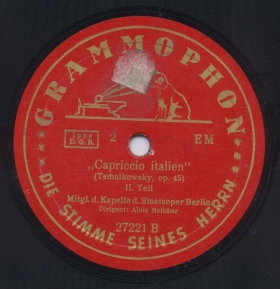 GRAMMOPHON
2
EM
D.G.B.
„Capriccio italien"
(Tschaikowsky, op. 45)
II. Teil
Mitgl. d. Kapelle d. Staatsoper Berlin
Dirigent: Alois Melichar
27221 B
DIE STIMME SEINES HERRN